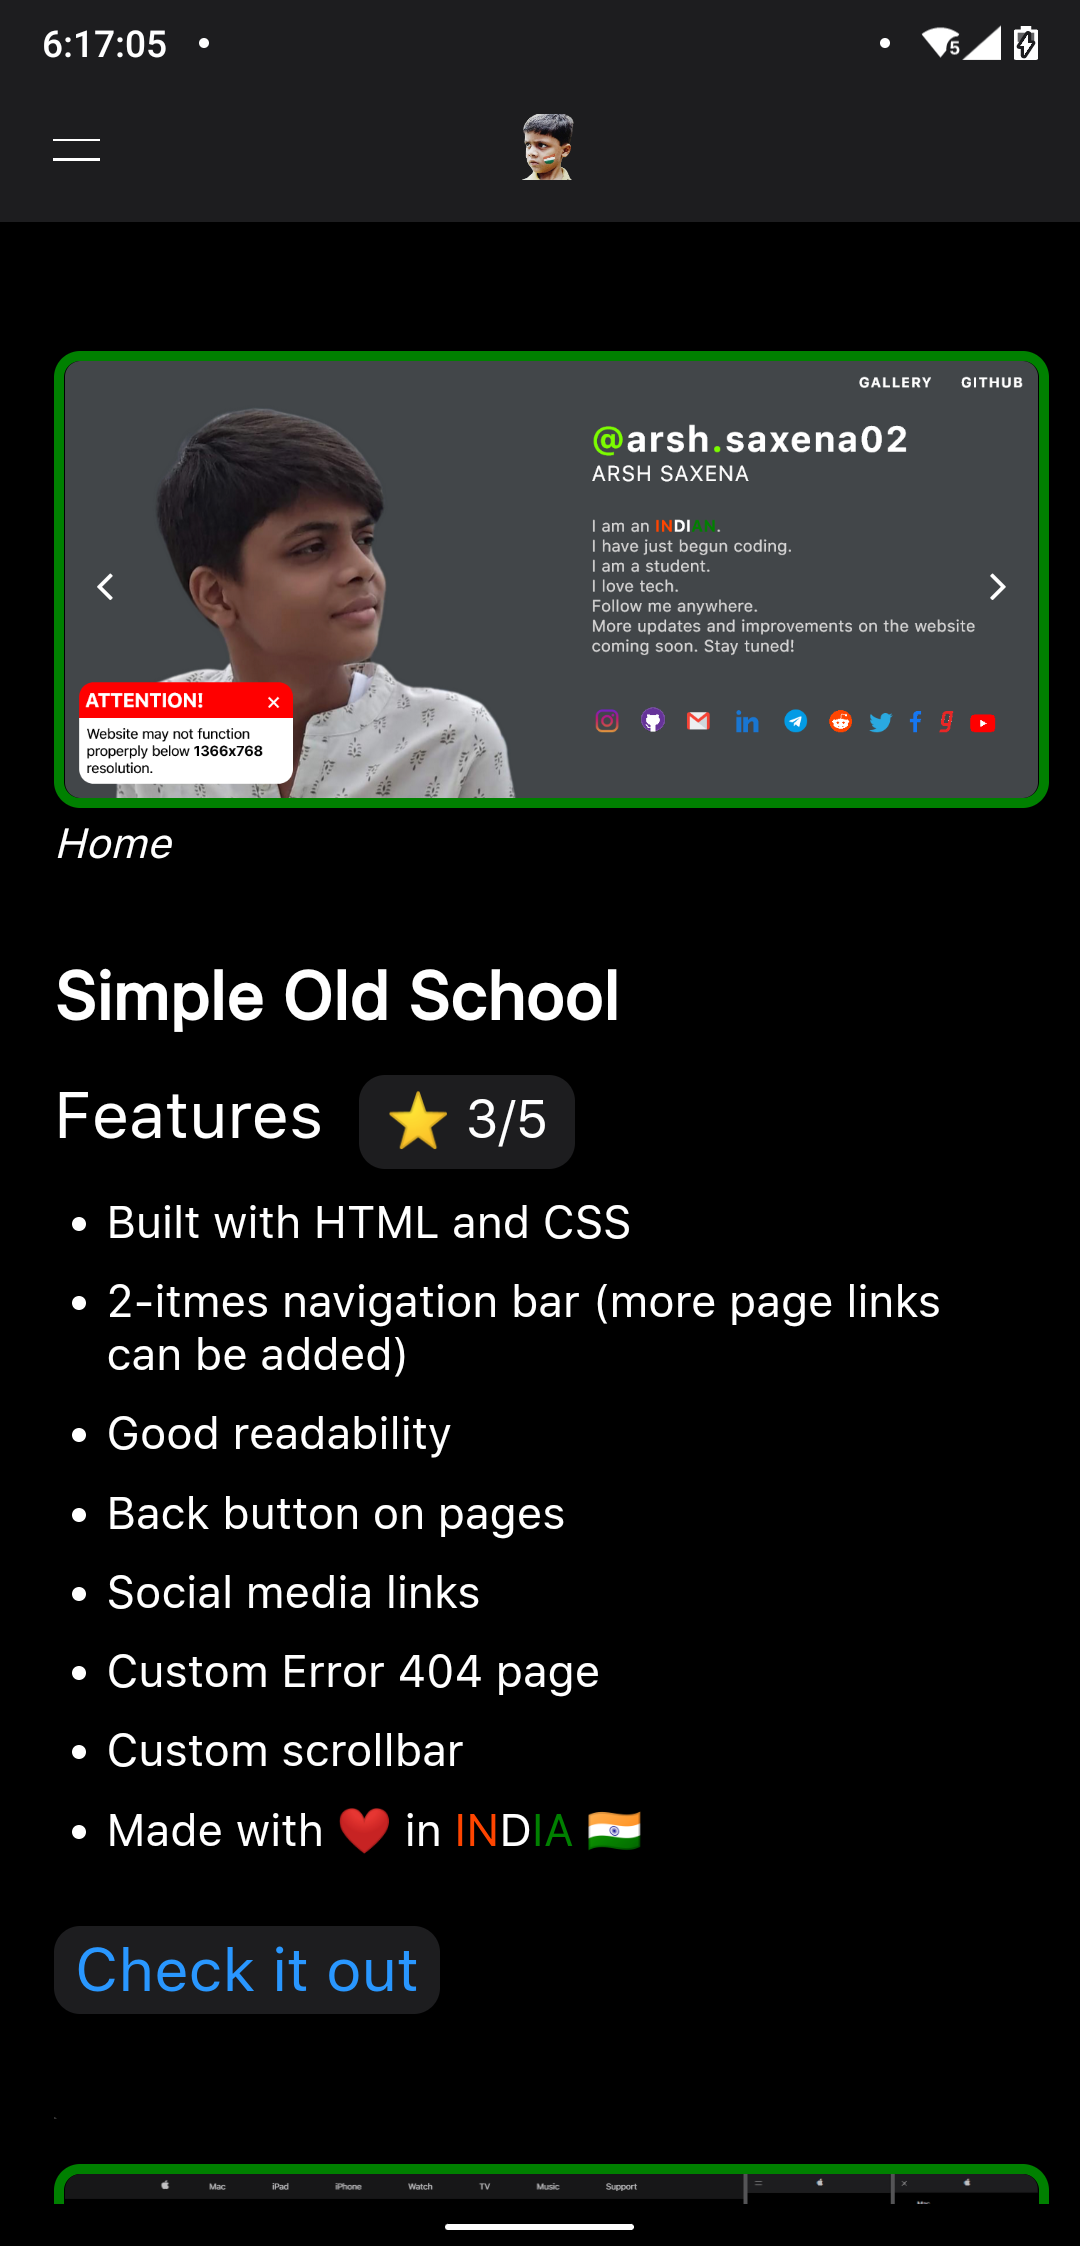 6:17:05
5
GALLERY GITHUB
@arsh.saxena02
ARSH SAXENA
I am an INDIAN.
I have just begun coding.
I am a student.
I love tech.
Follow me anywhere.
More updates and improvements on the website
coming soon. Stay tuned!
ATTENTION!
Website may not function
properply below 1366x768
resolution.
Home
Simple Old School
Features ⭐ 3/5
• Built with HTML and CSS
• 2-itmes navigation bar (more page links
can be added)
• Good readability
• Back button on pages
• Social media links
• Custom Error 404 page
• Custom scrollbar
• Made with ❤️ in INDIA 🇮🇳
Check it out
Mac iPad iPhone Watch TV Music Support